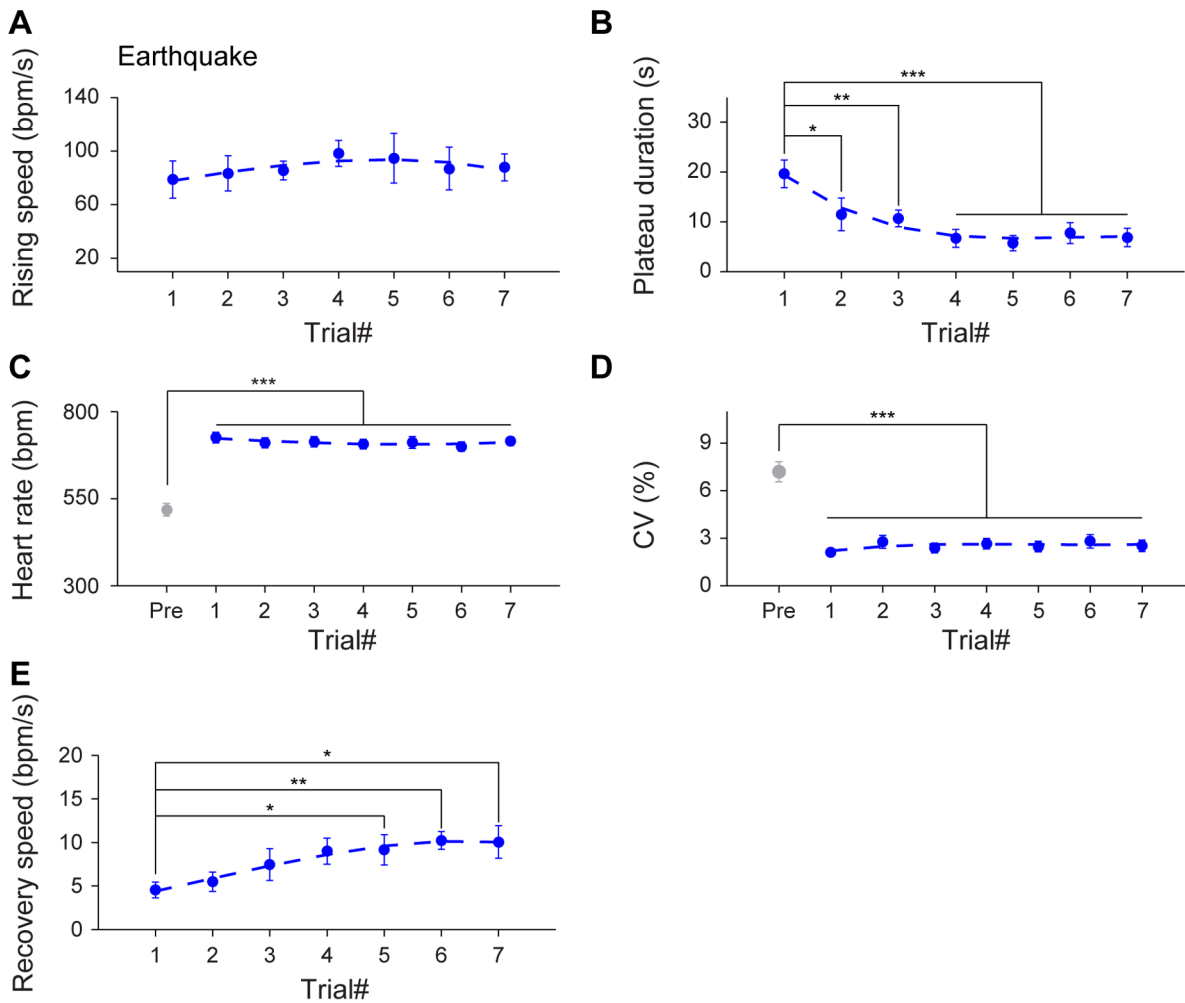 A
Earthquake
Rising speed (bpm/s)
140
100
60
20
1 2 3 4 5 6 7
Trial#
B
Plateau duration (s)
***
**
*
30
20
10
0
1 2 3 4 5 6 7
Trial#
C
Heart rate (bpm)
***
800
550
300
Pre 1 2 3 4 5 6 7
Trial#
D
CV (%)
***
9
6
3
0
Pre 1 2 3 4 5 6 7
Trial#
E
Recovery speed (bpm/s)
*
**
*
20
15
10
5
0
1 2 3 4 5 6 7
Trial#